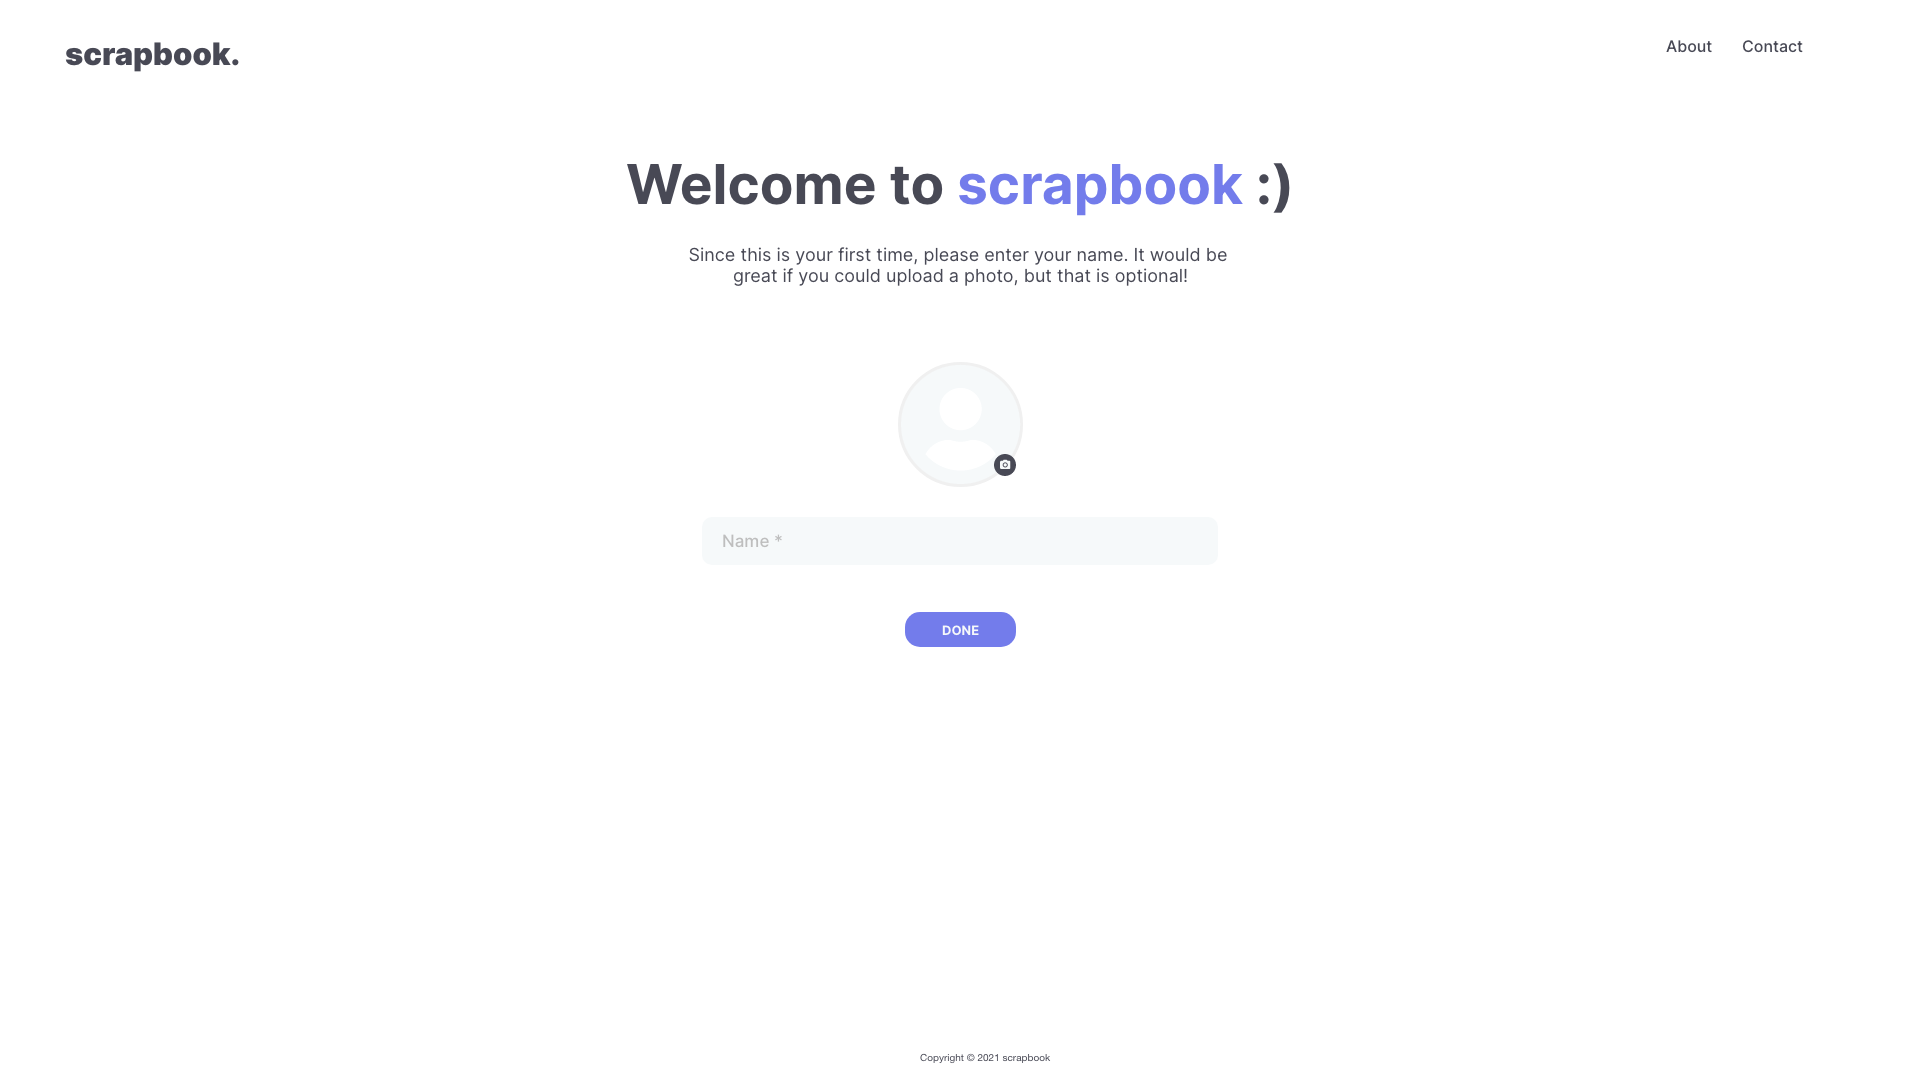 scrapbook.
About
Contact
Welcome to scrapbook :)
Since this is your first time, please enter your name. It would be
great if you could upload a photo, but that is optional!
Name *
DONE
Copyright © 2021 scrapbook